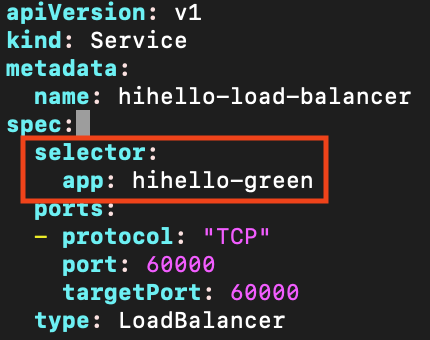 apiVersion: v1
kind: Service
metadata:
  name: hihello-load-balancer
spec:
  selector:
    app: hihello-green
  ports:
  - protocol: "TCP"
    port: 60000
    targetPort: 60000
  type: LoadBalancer